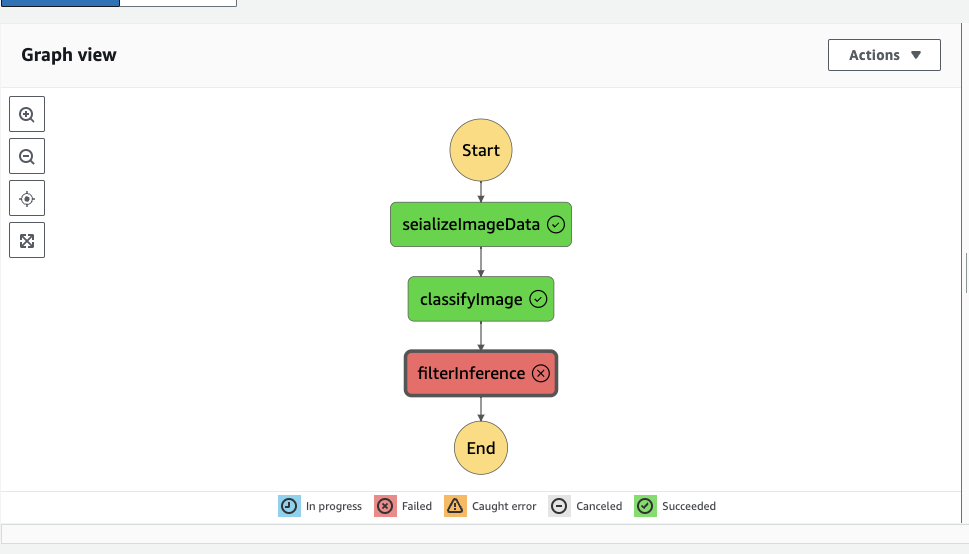 Graph view
Actions
Start
seializeImageData
classifyImage
filterInference
End
In progress Failed Caught error Canceled Succeeded